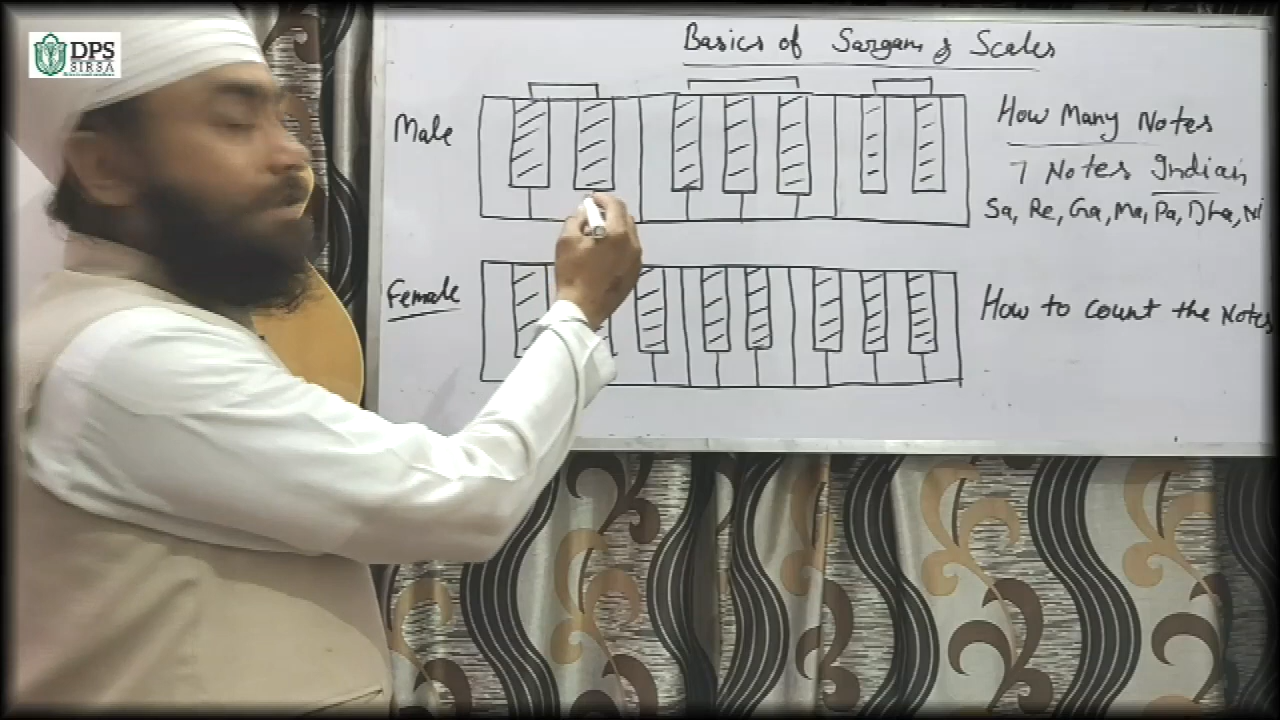 DPS
SIRSA
Basics of Sargam & Scales
Male
How Many Notes
7 Notes Indian
Sa, Re, Ga, Ma, Pa, Dha, Ni
Female
How to count the Notes